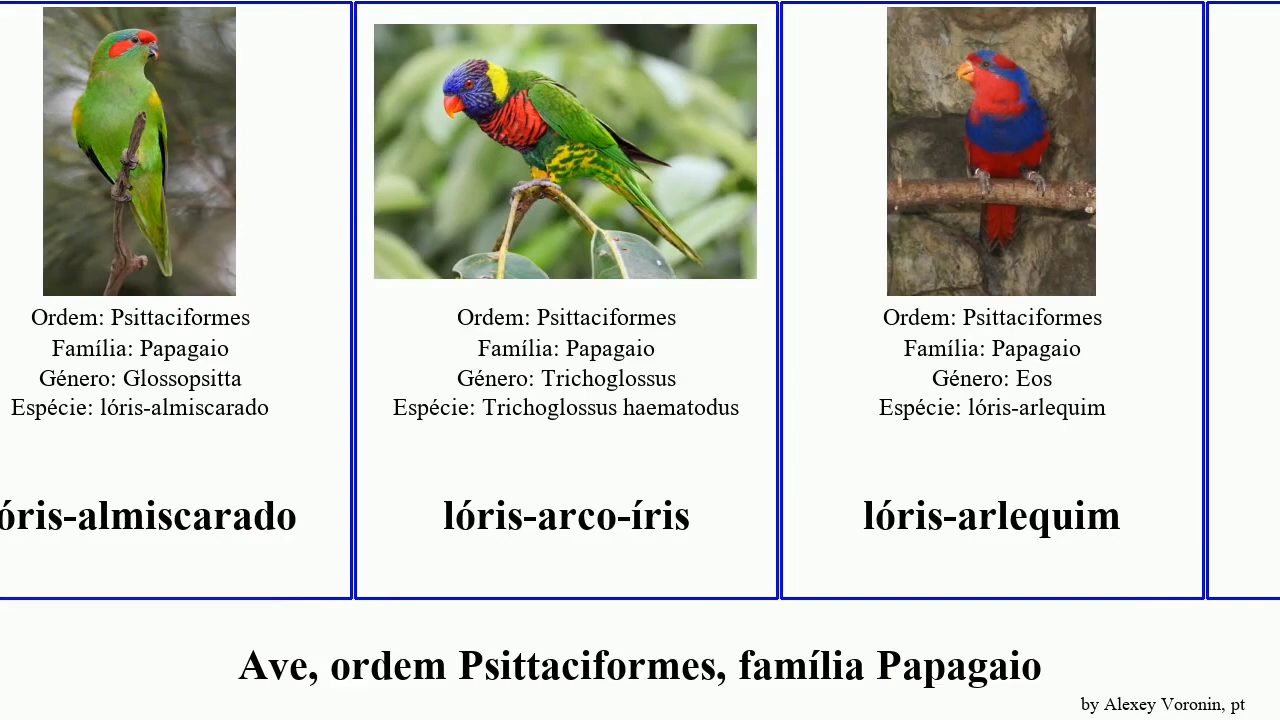 Ordem: Psittaciformes
Família: Papagaio
Género: Glossopsitta
Espécie: lóris-almiscarado
óris-almiscarado
Ordem: Psittaciformes
Família: Papagaio
Género: Trichoglossus
Espécie: Trichoglossus haematodus
lóris-arco-íris
Ordem: Psittaciformes
Família: Papagaio
Género: Eos
Espécie: lóris-arlequim
lóris-arlequim
Ave, ordem Psittaciformes, família Papagaio
by Alexey Voronin, pt